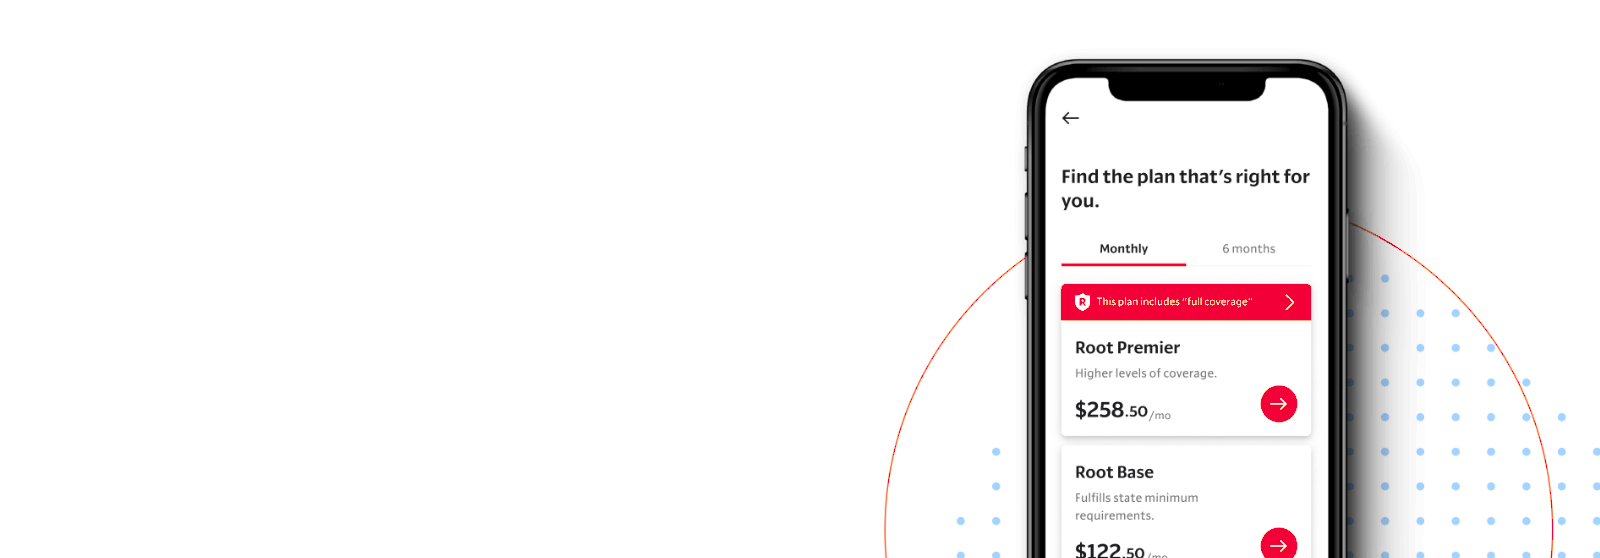 Find the plan that's right for
you.
Monthly
6 months
R
This plan includes "full coverage"
Root Premier
Higher levels of coverage.
$258.50/mo
Root Base
Fulfills state minimum
requirements.
$122.50/mo